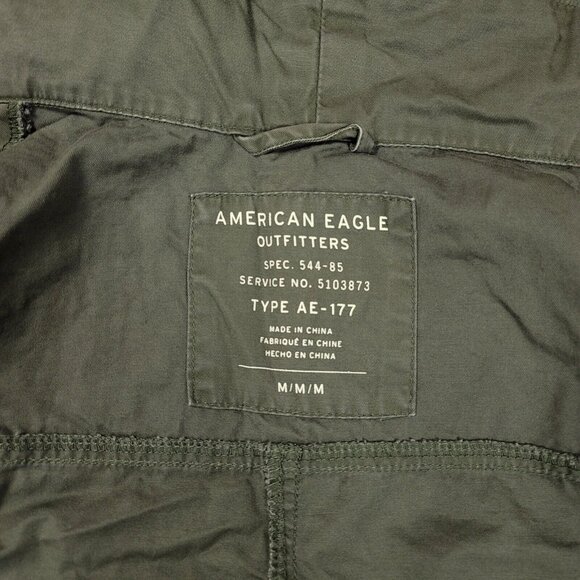 AMERICAN EAGLE
OUTFITTERS
SPEC. 544-85
SERVICE NO. 5103873
TYPE AE-177
MADE IN CHINA
FABRIQUÉ EN CHINE
HECHO EN CHINA
M/M/M